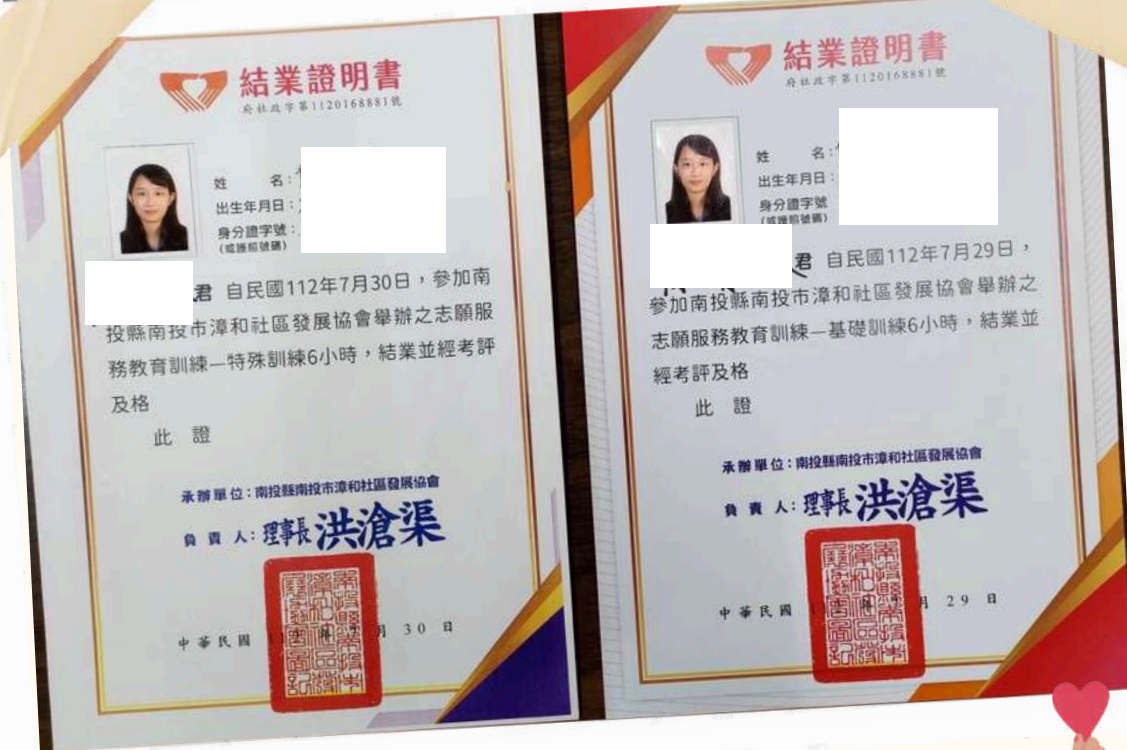 結業證明書
府社政字第1120168881號
姓 名：
出生年月日：
身分證字號：
(或護照號碼)
君 自民國112年7月30日，參加南
投縣南投市漳和社區發展協會舉辦之志願服
務教育訓練—特殊訓練6小時，結業並經考評
及格
此 證
承辦單位：南投縣南投市漳和社區發展協會
負 責 人：理事長 洪滄渠
中華民國 年 月 30 日
結業證明書
府社政字第1120168881號
姓 名：
出生年月日：
身分證字號
(或護照號碼)
君 自民國112年7月29日，
參加南投縣南投市漳和社區發展協會舉辦之
志願服務教育訓練—基礎訓練6小時，結業並
經考評及格
此 證
承辦單位：南投縣南投市漳和社區發展協會
負 責 人：理事長 洪滄渠
中華民國 年 月 29 日